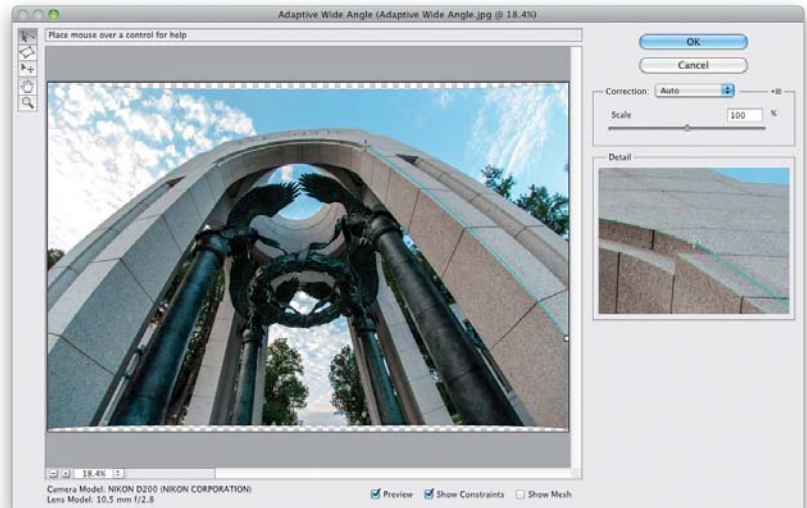 Adaptive Wide Angle (Adaptive Wide Angle.jpg @ 18.4%)
Place mouse over a control for help
OK
Cancel
Correction: Auto
Scale 100 %
Detail
18.4%
Camera Model: NIKON D200 (NIKON CORPORATION)
Lens Model: 10.5 mm f/2.8
Preview Show Constraints Show Mesh